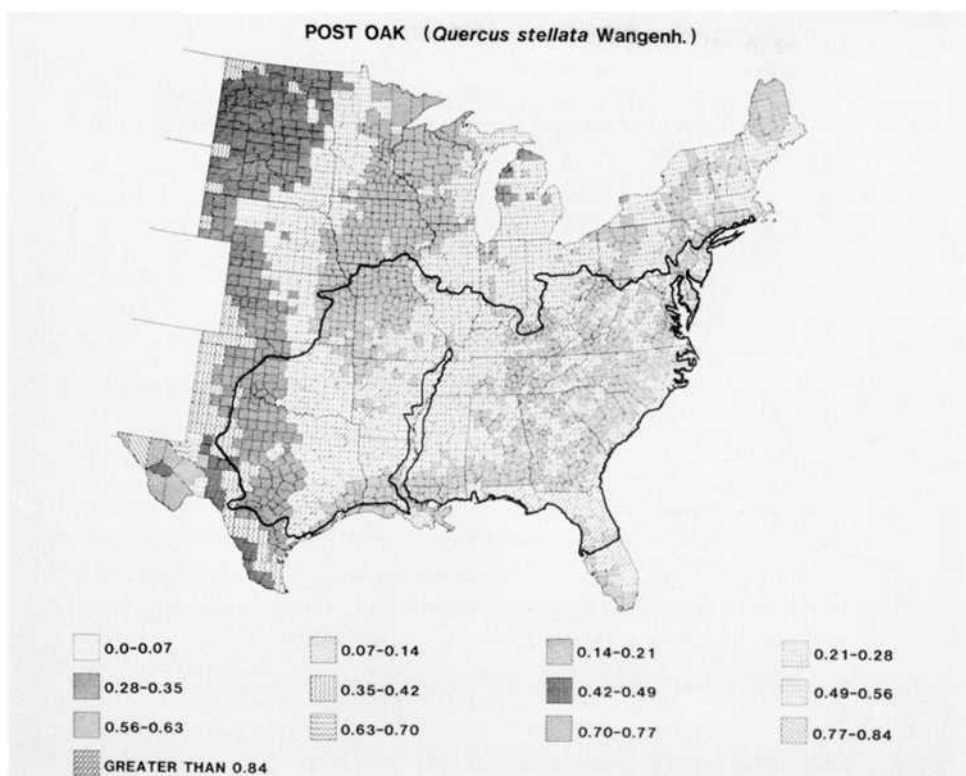 POST OAK (Quercus stellata Wangenh.)
0.0-0.07 0.07-0.14 0.14-0.21 0.21-0.28
0.28-0.35 0.35-0.42 0.42-0.49 0.49-0.56
0.56-0.63 0.63-0.70 0.70-0.77 0.77-0.84
GREATER THAN 0.84